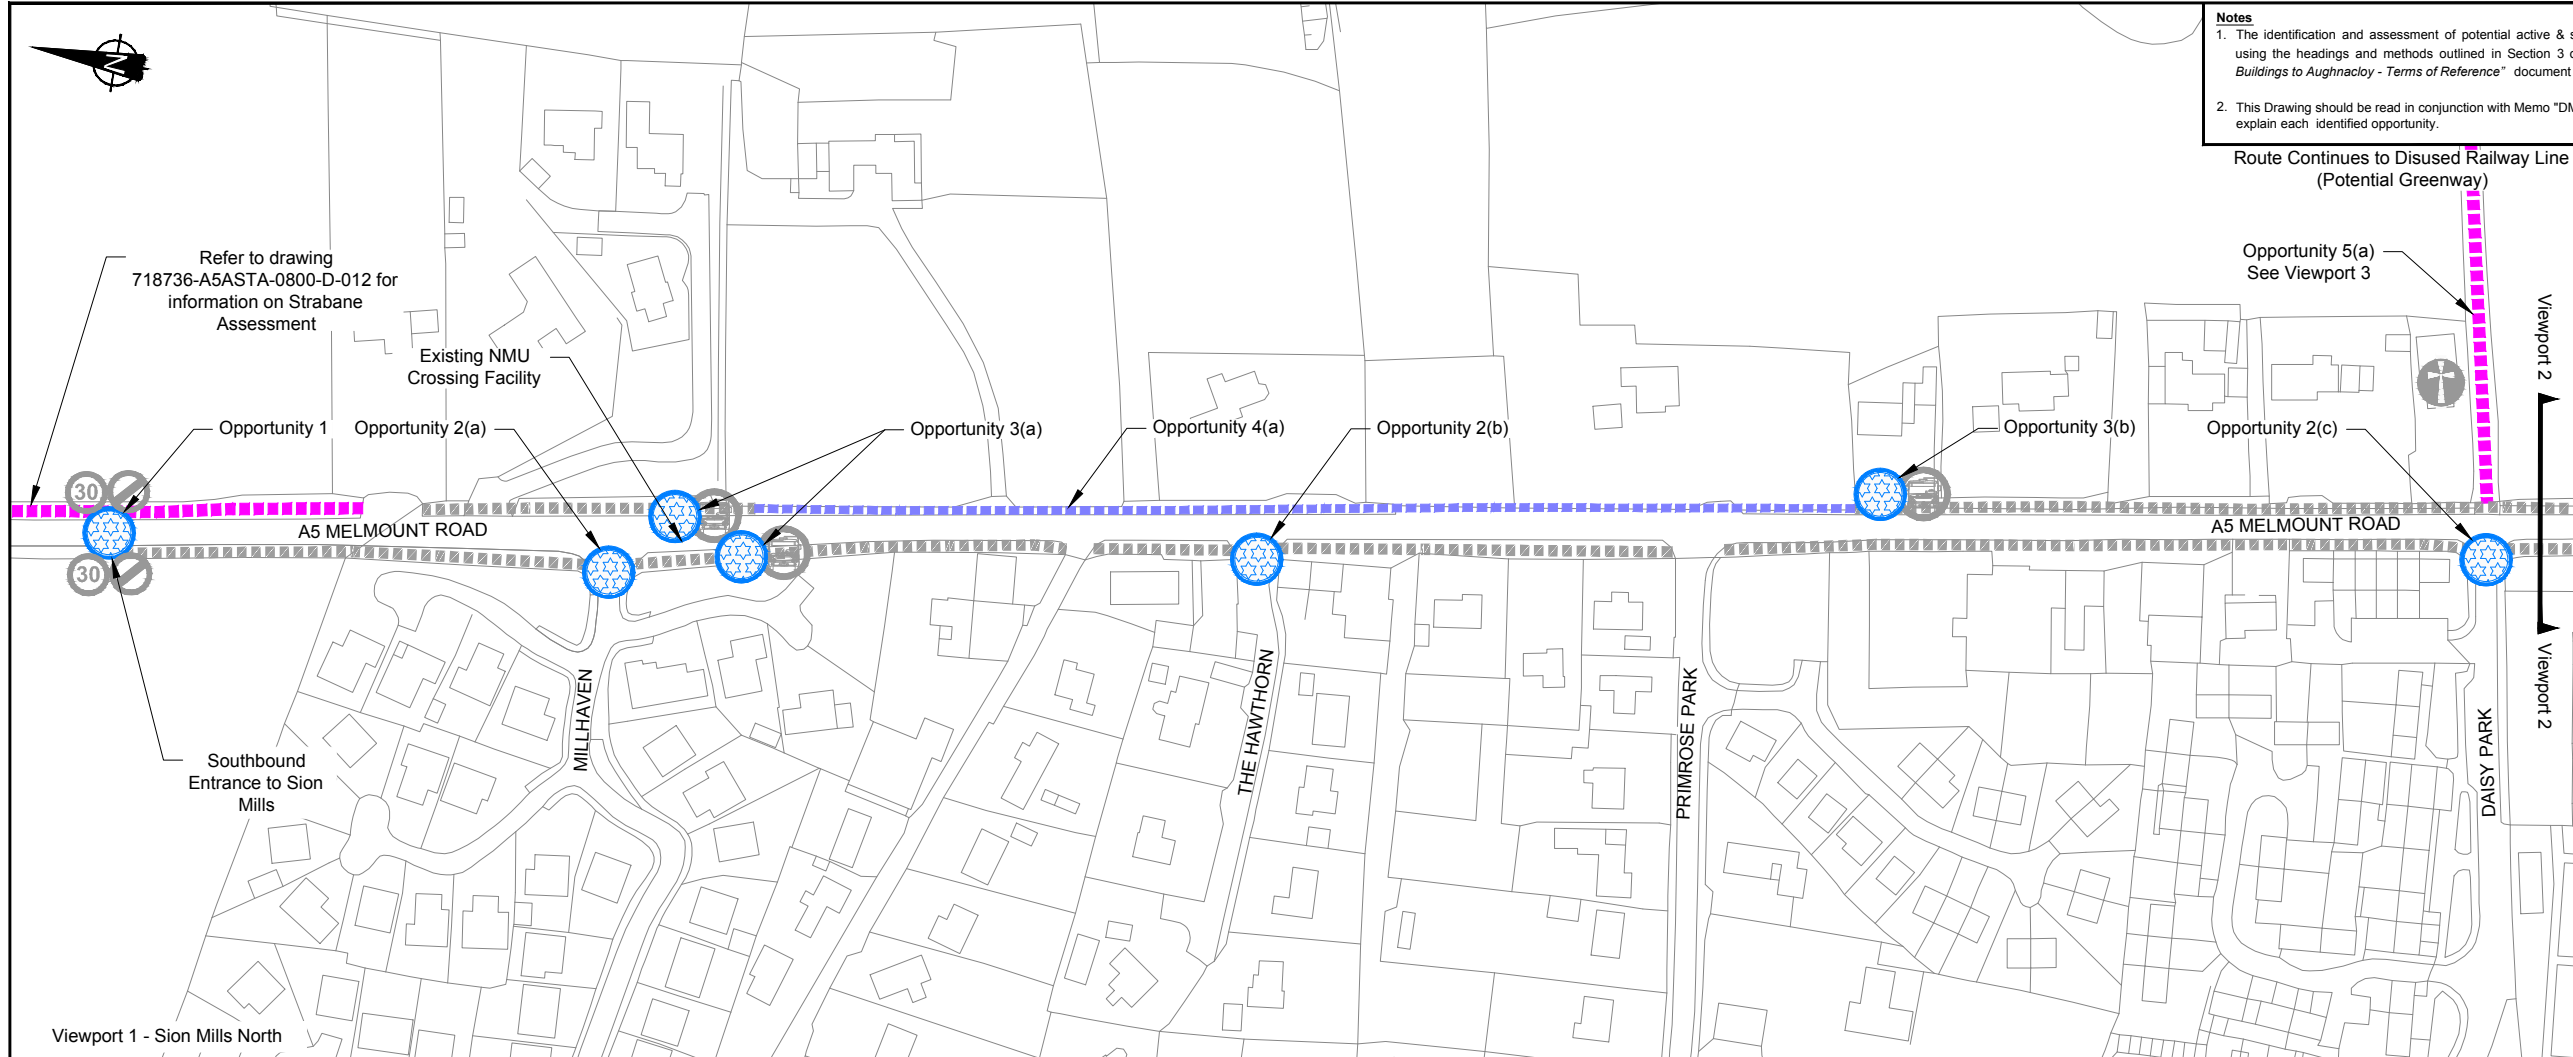 Notes
1. The identification and assessment of potential active & s
using the headings and methods outlined in Section 3 o
Buildings to Aughnacloy - Terms of Reference" document
2. This Drawing should be read in conjunction with Memo "DM
explain each identified opportunity.
Route Continues to Disused Railway Line
(Potential Greenway)
N
Refer to drawing
718736-A5ASTA-0800-D-012 for
information on Strabane
Assessment
Opportunity 5(a)
See Viewport 3
Existing NMU
Crossing Facility
Viewport 2
Opportunity 1
Opportunity 2(a)
Opportunity 3(a)
Opportunity 4(a)
Opportunity 2(b)
Opportunity 3(b)
Opportunity 2(c)
30
A5 MELMOUNT ROAD
A5 MELMOUNT ROAD
30
Viewport 2
MILLHAVEN
THE HAWTHORN
PRIMROSE PARK
DAISY PARK
Southbound
Entrance to Sion
Mills
Viewport 1 - Sion Mills North